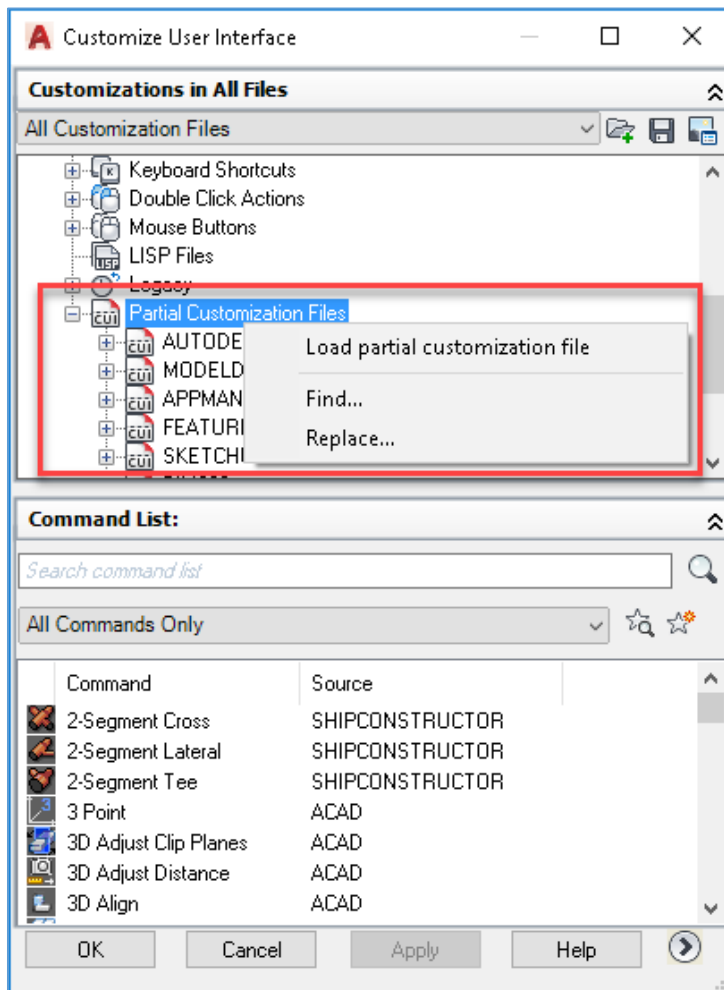 Customize User Interface
Customizations in All Files
All Customization Files
Keyboard Shortcuts
Double Click Actions
Mouse Buttons
LISP Files
Legacy
Partial Customization Files
AUTODE
MODELD
APPMAN
FEATURE
SKETCHU
Load partial customization file
Find...
Replace...
Command List:
Search command list
All Commands Only
Command Source
2-Segment Cross SHIPCONSTRUCTOR
2-Segment Lateral SHIPCONSTRUCTOR
2-Segment Tee SHIPCONSTRUCTOR
3 Point ACAD
3D Adjust Clip Planes ACAD
3D Adjust Distance ACAD
3D Align ACAD
OK Cancel Apply Help